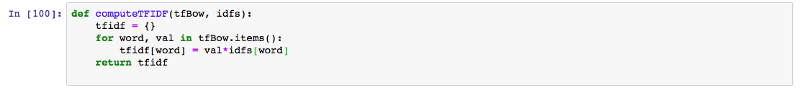 In [100]: def computeTFIDF(tfBow, idfs):
    tfidf = {}
    for word, val in tfBow.items():
        tfidf[word] = val*idfs[word]
    return tfidf